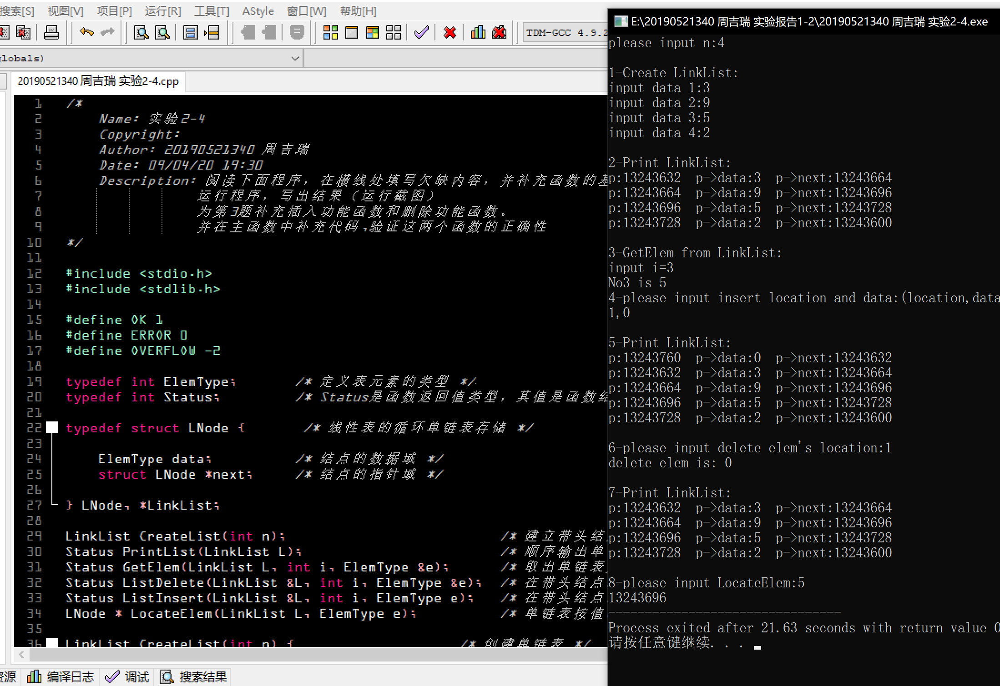 搜索[S] 视图[V] 项目[P] 运行[R] 工具[T] AStyle 窗口[W] 帮助[H]
TDM-GCC 4.9.2
globals)
20190521340 周吉瑞 实验2-4.cpp
1 /*
2 Name: 实验2-4
3 Copyright:
4 Author: 20190521340 周吉瑞
5 Date: 09/04/20 19:30
6 Description: 阅读下面程序，在横线处填写欠缺内容，并补充函数的基
7 运行程序，写出结果（运行截图）
8 为第3题补充插入功能函数和删除功能函数。
9 并在主函数中补充代码,验证这两个函数的正确性
10 */
11
12 #include <stdio.h>
13 #include <stdlib.h>
14
15 #define OK 1
16 #define ERROR 0
17 #define OVERFLOW -2
18
19 typedef int ElemType; /* 定义表元素的类型 */
20 typedef int Status; /* Status是函数返回值类型，其值是函数结
21
22 typedef struct LNode { /* 线性表的循环单链表存储 */
23
24 ElemType data; /* 结点的数据域 */
25 struct LNode *next; /* 结点的指针域 */
26
27 } LNode, *LinkList;
28
29 LinkList CreateList(int n); /* 建立带头结
30 Status PrintList(LinkList L); /* 顺序输出单
31 Status GetElem(LinkList L, int i, ElemType &e); /* 取出单链表
32 Status ListDelete(LinkList &L, int i, ElemType &e); /* 在带头结点
33 Status ListInsert(LinkList &L, int i, ElemType e); /* 在带头结点
34 LNode * LocateElem(LinkList L, ElemType e); /* 单链表按值
35
36 LinkList CreateList(int n) { /* 创建单链表 */
资源 编译日志 调试 搜索结果
E:\20190521340 周吉瑞 实验报告1-2\20190521340 周吉瑞 实验2-4.exe
please input n:4
1-Create LinkList:
input data 1:3
input data 2:9
input data 3:5
input data 4:2
2-Print LinkList:
p:13243632 p->data:3 p->next:13243664
p:13243664 p->data:9 p->next:13243696
p:13243696 p->data:5 p->next:13243728
p:13243728 p->data:2 p->next:13243600
3-GetElem from LinkList:
input i=3
No3 is 5
4-please input insert location and data:(location,data
1,0
5-Print LinkList:
p:13243760 p->data:0 p->next:13243632
p:13243632 p->data:3 p->next:13243664
p:13243664 p->data:9 p->next:13243696
p:13243696 p->data:5 p->next:13243728
p:13243728 p->data:2 p->next:13243600
6-please input delete elem's location:1
delete elem is: 0
7-Print LinkList:
p:13243632 p->data:3 p->next:13243664
p:13243664 p->data:9 p->next:13243696
p:13243696 p->data:5 p->next:13243728
p:13243728 p->data:2 p->next:13243600
8-please input LocateElem:5
13243696
--------------------------------
Process exited after 21.63 seconds with return value 0
请按任意键继续. . .